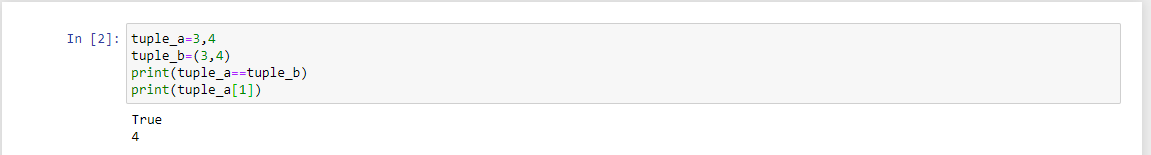 In [2]: tuple_a=3,4
tuple_b=(3,4)
print(tuple_a==tuple_b)
print(tuple_a[1])
True
4